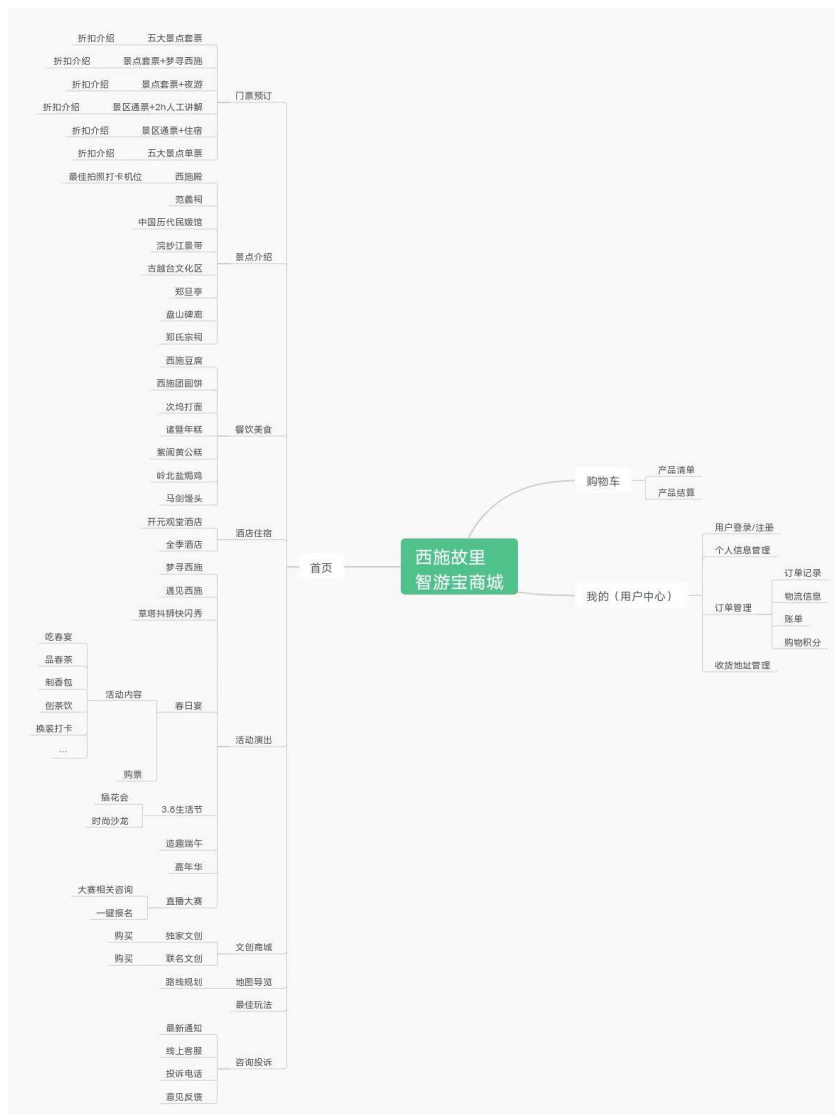 西施故里
智游宝商城
首页
门票预订
五大景点套票
折扣介绍
景点套票+梦寻西施
折扣介绍
景点套票+夜游
折扣介绍
景区通票+2h人工讲解
折扣介绍
景区通票+住宿
折扣介绍
五大景点单票
折扣介绍
景点介绍
西施殿
最佳拍照打卡机位
范蠡祠
中国历代民媛馆
浣纱江景带
古越台文化区
郑旦亭
盘山碑廊
郑氏宗祠
餐饮美食
西施豆腐
西施团圆饼
次坞打面
诸暨年糕
紫阆黄公糕
岭北盐焗鸡
马剑馒头
酒店住宿
开元观堂酒店
全季酒店
活动演出
梦寻西施
遇见西施
草塔抖狮快闪秀
春日宴
活动内容
吃春宴
品春茶
制香包
创茶饮
换装打卡
...
购票
3.8生活节
插花会
时尚沙龙
造趣端午
嘉年华
直播大赛
大赛相关咨询
一键报名
文创商城
独家文创
购买
联名文创
购买
地图导览
路线规划
最佳玩法
咨询投诉
最新通知
线上客服
投诉电话
意见反馈
购物车
产品清单
产品结算
我的（用户中心）
用户登录/注册
个人信息管理
订单管理
订单记录
物流信息
账单
购物积分
收货地址管理